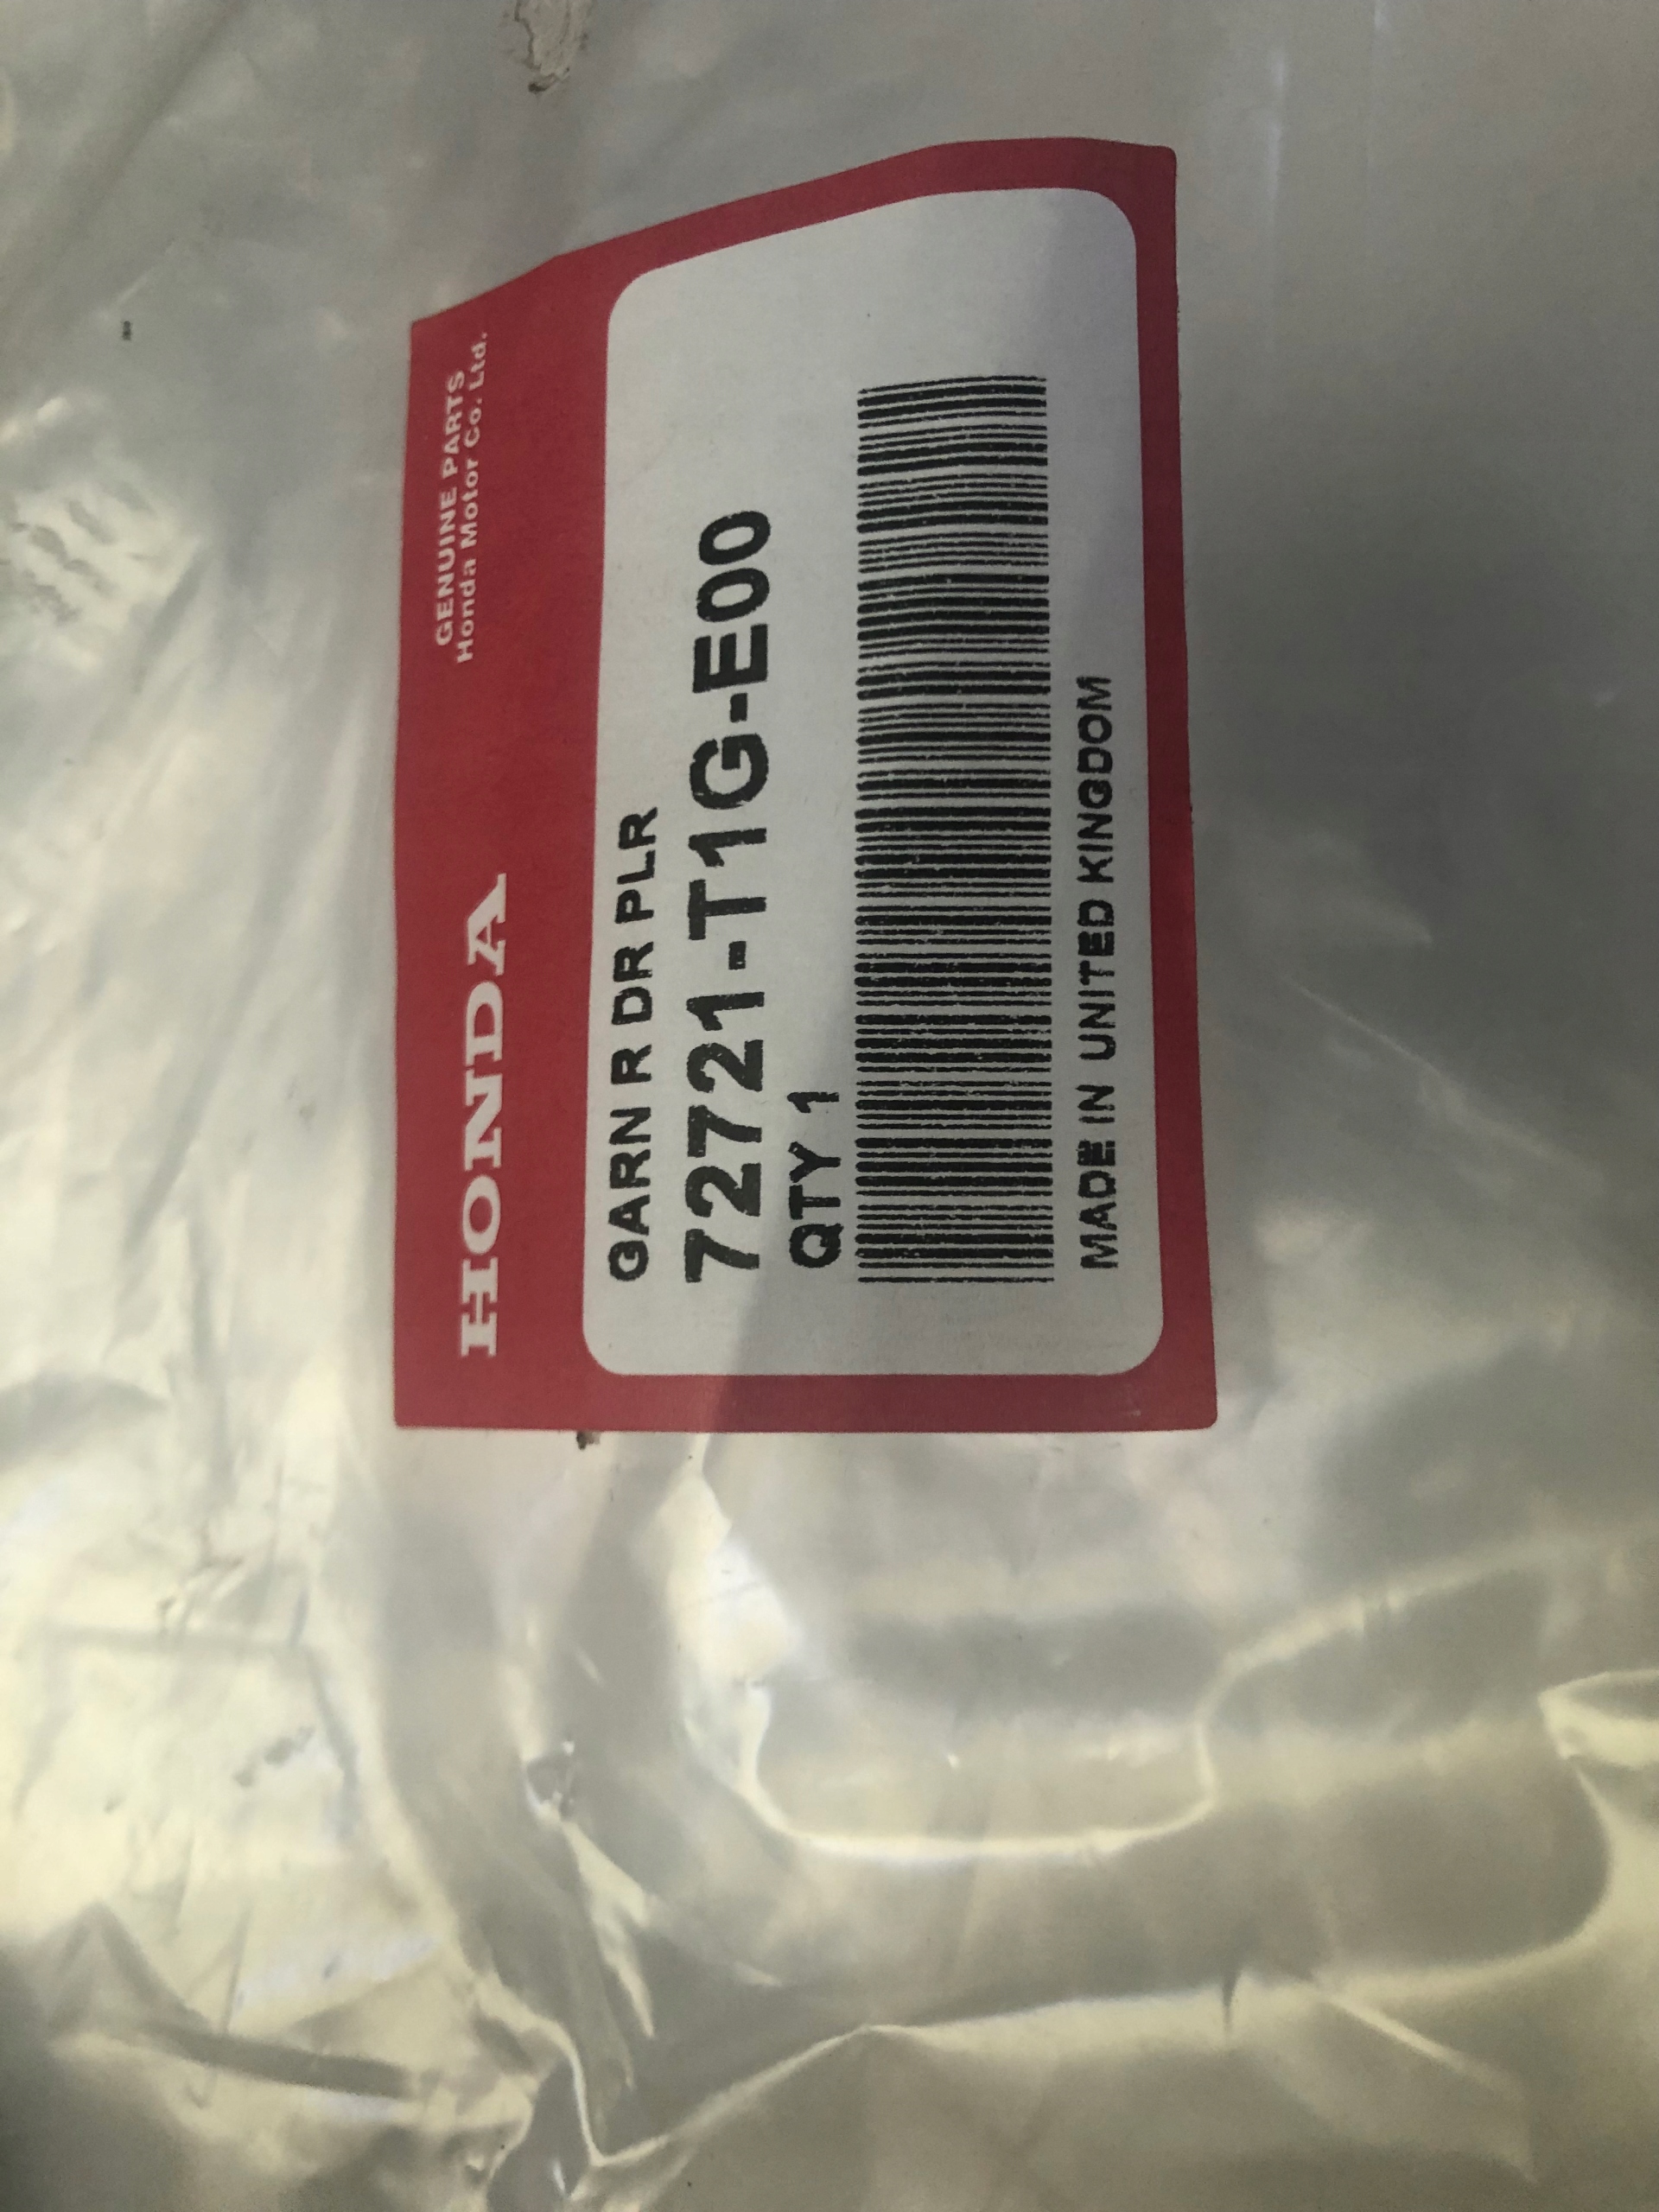 HONDA
GENUINE PARTS
Honda Motor Co. Ltd.
GARN R DR PLR
72721-T1G-E00
QTY 1
MADE IN UNITED KINGDOM